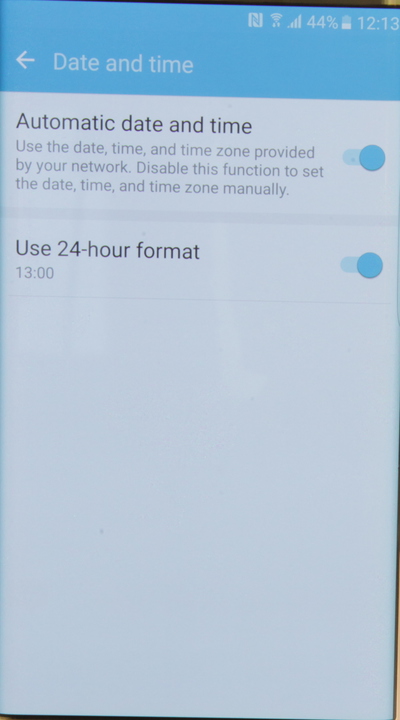 44% 12:13
Date and time
Automatic date and time
Use the date, time, and time zone provided
by your network. Disable this function to set
the date, time, and time zone manually.
Use 24-hour format
13:00